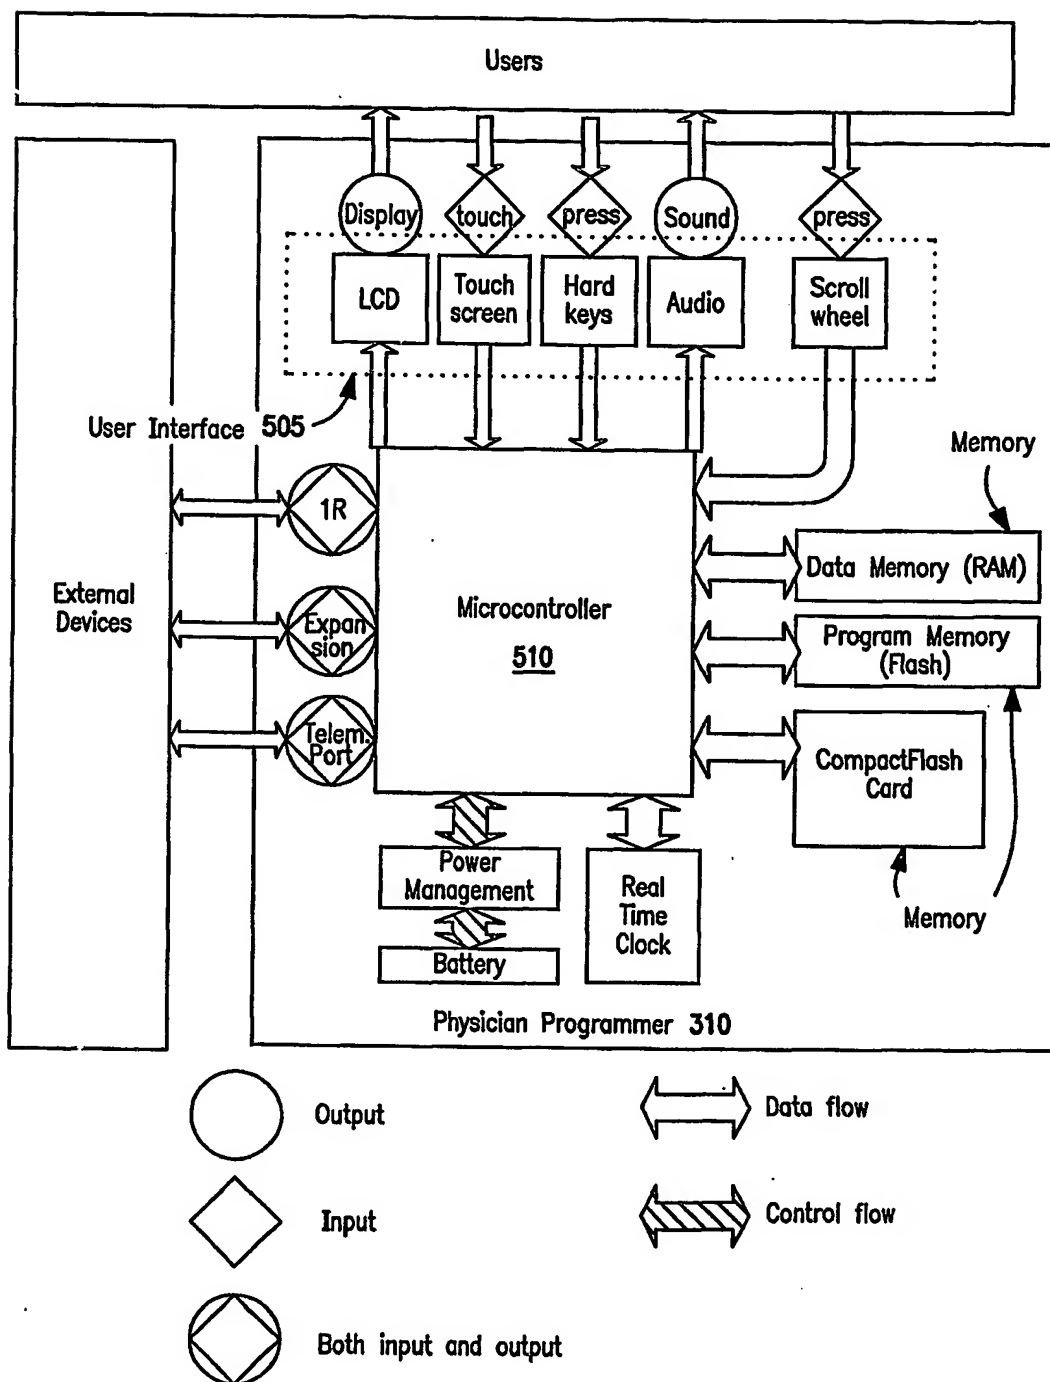 Users
Display
touch
press
Sound
press
LCD
Touch
screen
Hard
keys
Audio
Scroll
wheel
User Interface 505
Memory
1R
External
Devices
Expan
sion
Telem.
Port
Microcontroller
510
Data Memory (RAM)
Program Memory
(Flash)
CompactFlash
Card
Power
Management
Battery
Real
Time
Clock
Memory
Physician Programmer 310
Output
Data flow
Input
Control flow
Both input and output